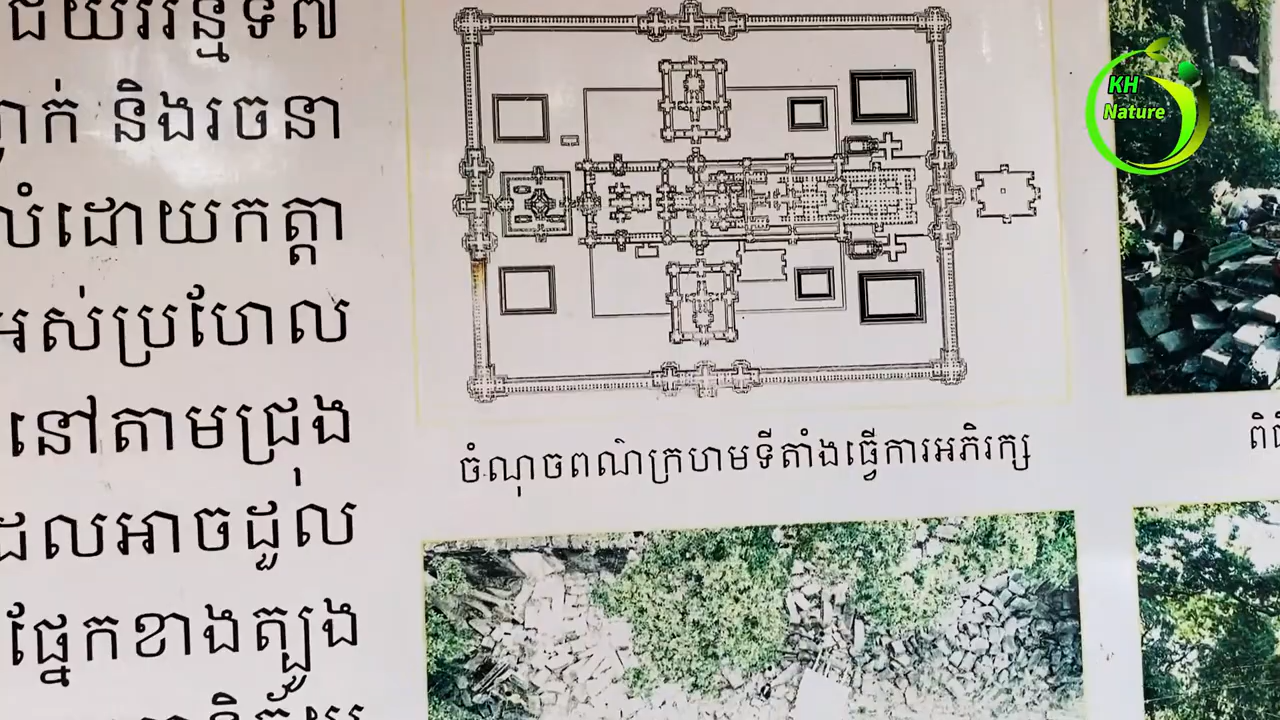 ជ័យវរ្ម័នទី៧
និងរចនា
ដោយកត្តា
អស់ប្រហែល
នៅតាមជ្រុង
ដែលអាចដួល
ផ្នែកខាងត្បូង
ចំណុចពណ៌ក្រហមទីតាំងធ្វើការអភិរក្ស
KH
Nature